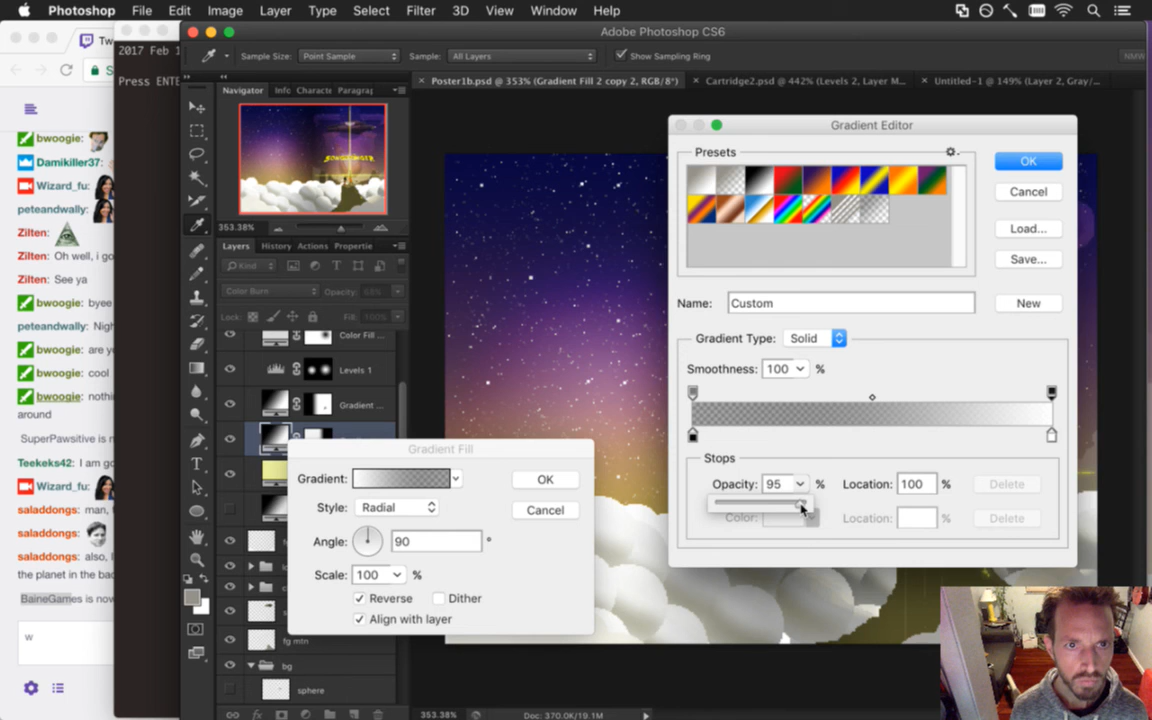 Photoshop File Edit Image Layer Type Select Filter 3D View Window Help
Adobe Photoshop CS6
Tw
2017 Feb 1
Press ENTE
Sample Size: Point Sample Sample: All Layers Show Sampling Ring
Navigator Info Charact Paragra
× Poster1b.psd @ 353% (Gradient Fill 2 copy 2, RGB/8*) × Cartridge2.psd @ 442% (Levels 2, Layer M... × Untitled-1 @ 149% (Layer 2, Gray/...
353.38%
Layers History Actions Propertie
Kind
Color Burn Opacity: 68%
Lock: Fill: 100%
Color Fill ...
Levels 1
Gradient ...
fg mtn
bg
sphere
353.38% Doc: 370.0K/19.1M
bwoogie:
Damikiller37:
Wizard_fu:
peteandwally:
Zilten:
Zilten: Oh well, i go
Zilten: See ya
bwoogie: byee
peteandwally: Nigh
bwoogie: are y
bwoogie: cool
bwoogie: nothi
around
SuperPawsitive is n
Teekeks42: I am go
Wizard_fu:
saladdogs: man, t
saladdogs:
saladdogs: also, I
the planet in the bac
BaineGames is now
w
Gradient Fill
Gradient:
OK
Style: Radial
Cancel
Angle: 90 °
Scale: 100 %
Reverse Dither
Align with layer
Gradient Editor
Presets
OK
Cancel
Load...
Save...
Name: Custom
New
Gradient Type: Solid
Smoothness: 100 %
Stops
Opacity: 95 % Location: 100 % Delete
Color: Location: % Delete